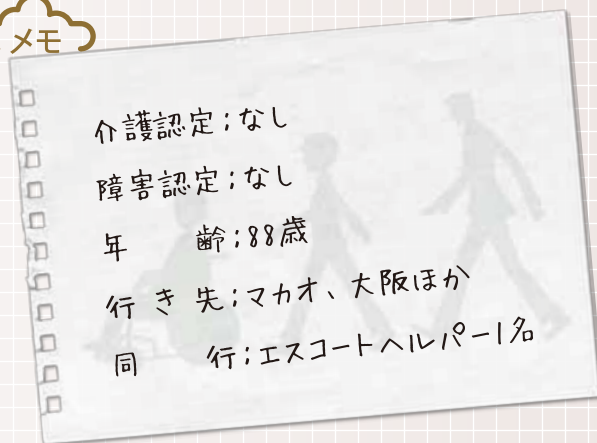 メモ
介護認定；なし
障害認定；なし
年　　齢；88歳
行 き 先；マカオ、大阪ほか
同　　行；エスコートヘルパー1名